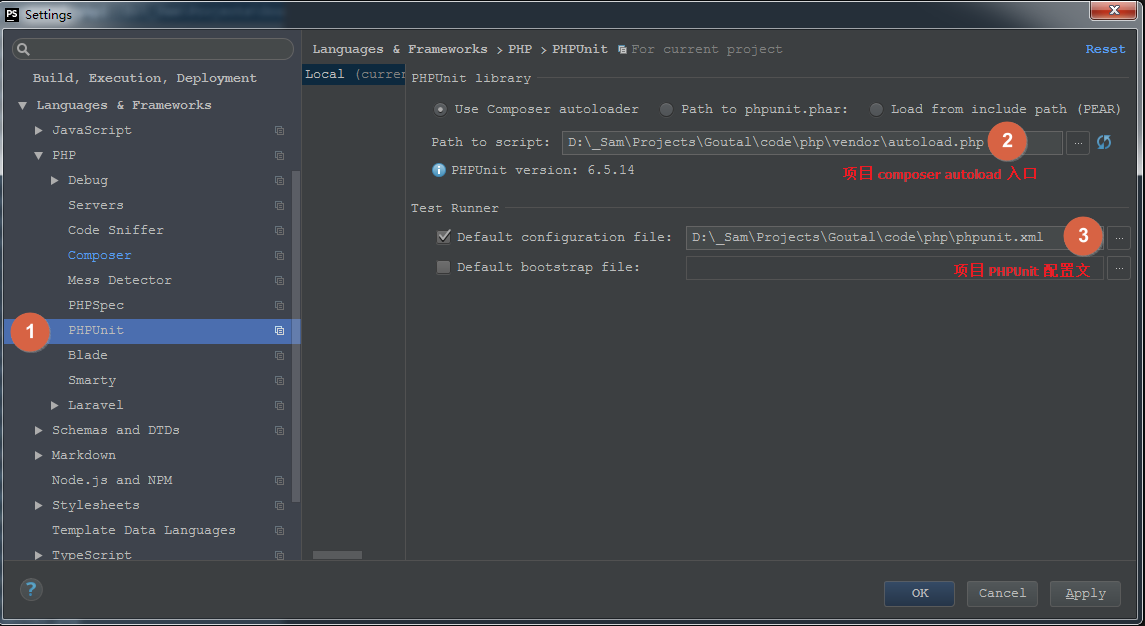 PS Settings
Build, Execution, Deployment
Languages & Frameworks
JavaScript
PHP
Debug
Servers
Code Sniffer
Composer
Mess Detector
PHPSpec
1 PHPUnit
Blade
Smarty
Laravel
Schemas and DTDs
Markdown
Node.js and NPM
Stylesheets
Template Data Languages
TypeScript
Local (curren
Languages & Frameworks > PHP > PHPUnit For current project Reset
PHPUnit library
Use Composer autoloader Path to phpunit.phar: Load from include path (PEAR)
Path to script: D:\_Sam\Projects\Goutal\code\php\vendor\autoload.php 2 ...
PHPUnit version: 6.5.14
项目 composer autoload 入口
Test Runner
Default configuration file: D:\_Sam\Projects\Goutal\code\php\phpunit.xml 3 ...
Default bootstrap file: ...
项目 PHPUnit 配置文
? OK Cancel Apply